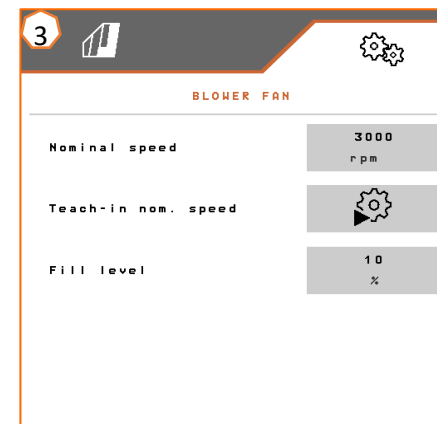 3
BLOWER FAN
Nominal speed
3000
rpm
Teach-in nom. speed
Fill level
10
%